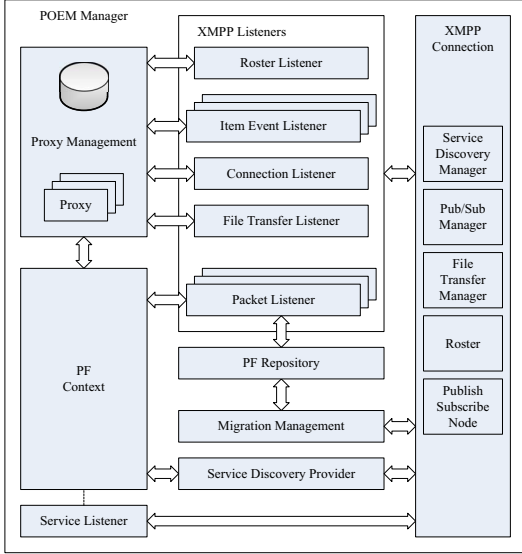 POEM Manager
XMPP Listeners
XMPP
Connection
Roster Listener
Item Event Listener
Proxy Management
Connection Listener
Proxy
File Transfer Listener
Service
Discovery
Manager
Pub/Sub
Manager
File
Transfer
Manager
Roster
Publish
Subscribe
Node
Packet Listener
PF
Context
PF Repository
Migration Management
Service Discovery Provider
Service Listener